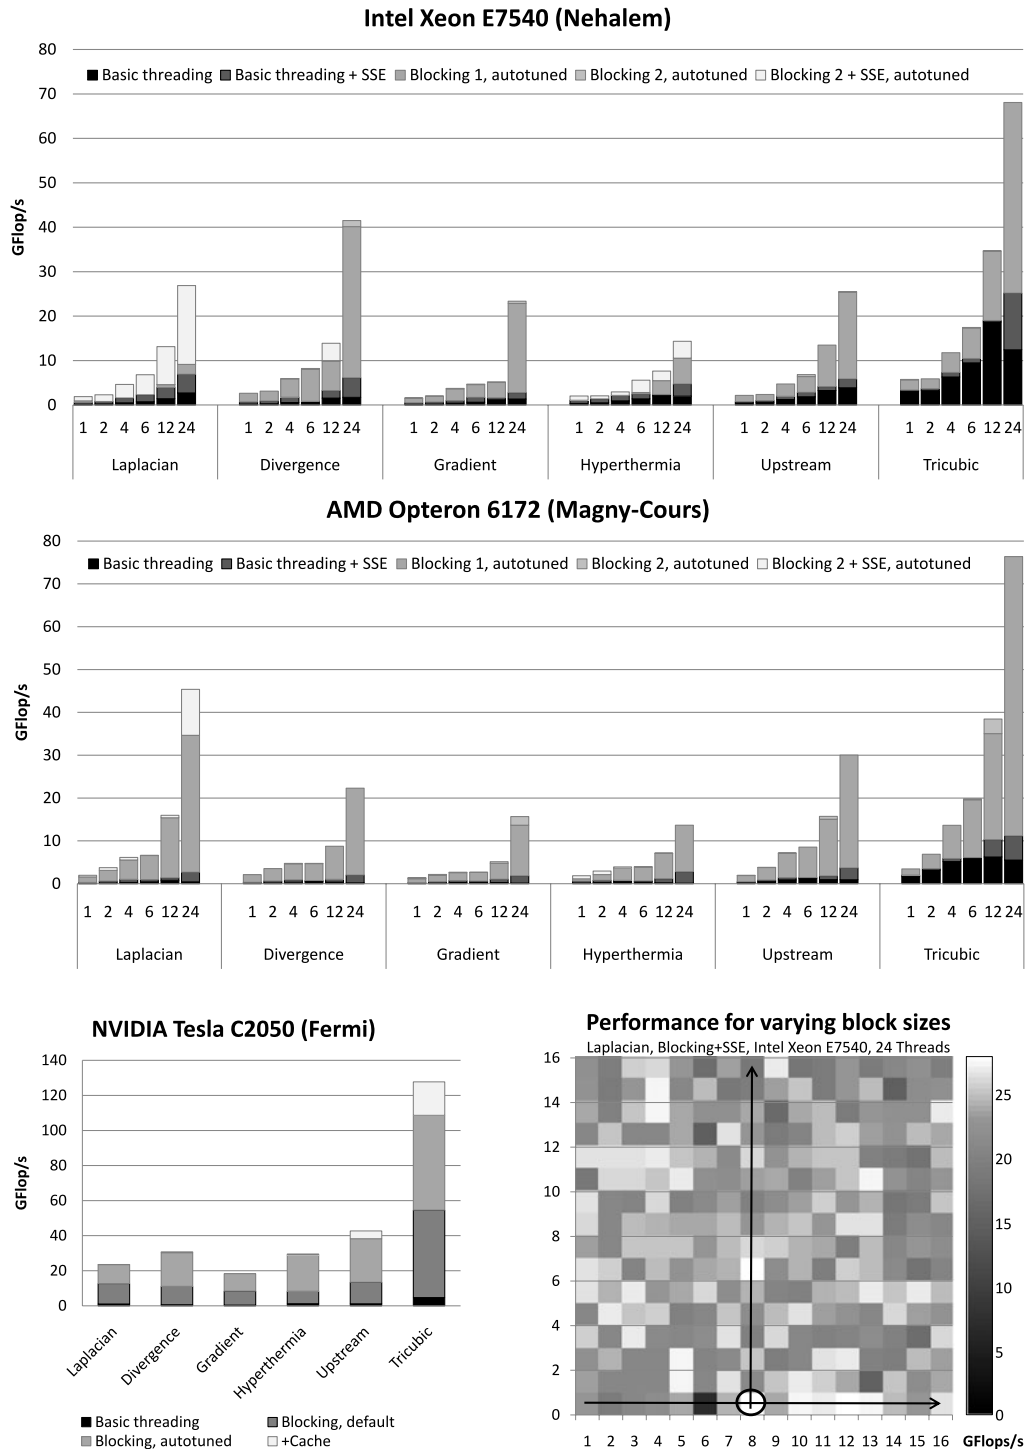 Intel Xeon E7540 (Nehalem)
80
Basic threading Basic threading + SSE Blocking 1, autotuned Blocking 2, autotuned Blocking 2 + SSE, autotuned
70
60
50
GFlop/s
40
30
20
10
0
1 2 4 6 12 24 1 2 4 6 12 24 1 2 4 6 12 24 1 2 4 6 12 24 1 2 4 6 12 24 1 2 4 6 12 24
Laplacian Divergence Gradient Hyperthermia Upstream Tricubic
AMD Opteron 6172 (Magny-Cours)
80
Basic threading Basic threading + SSE Blocking 1, autotuned Blocking 2, autotuned Blocking 2 + SSE, autotuned
70
60
50
GFlop/s
40
30
20
10
0
1 2 4 6 12 24 1 2 4 6 12 24 1 2 4 6 12 24 1 2 4 6 12 24 1 2 4 6 12 24 1 2 4 6 12 24
Laplacian Divergence Gradient Hyperthermia Upstream Tricubic
NVIDIA Tesla C2050 (Fermi)
140
120
100
GFlop/s
80
60
40
20
0
Laplacian Divergence Gradient Hyperthermia Upstream Tricubic
Basic threading Blocking, default
Blocking, autotuned +Cache
Performance for varying block sizes
Laplacian, Blocking+SSE, Intel Xeon E7540, 24 Threads
16
14
12
10
8
6
4
2
0
25
20
15
10
5
0
1 2 3 4 5 6 7 8 9 10 11 12 13 14 15 16 GFlops/s